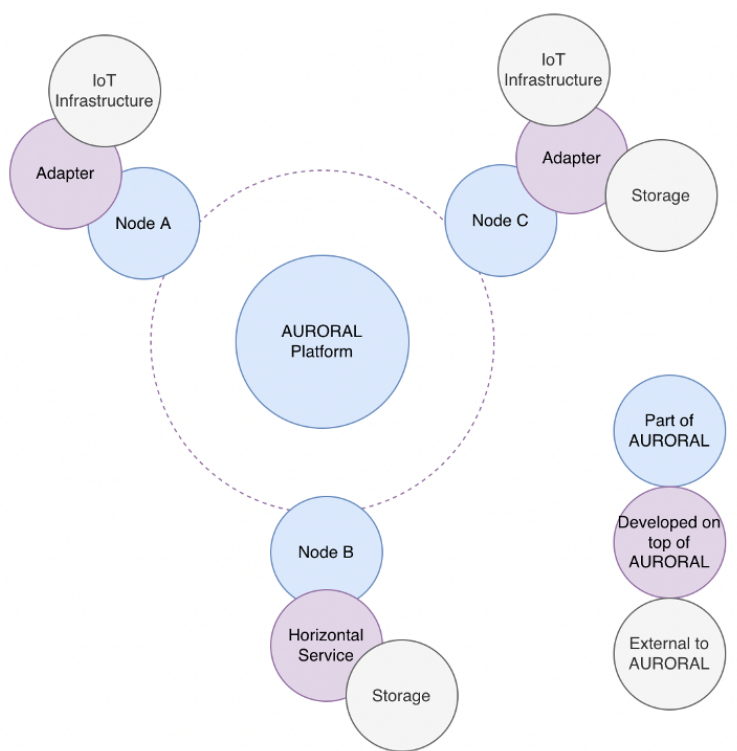 IoT
Infrastructure
Adapter
Node A
IoT
Infrastructure
Adapter
Storage
Node C
AURORAL
Platform
Node B
Horizontal
Service
Storage
Part of
AURORAL
Developed on
top of
AURORAL
External to
AURORAL